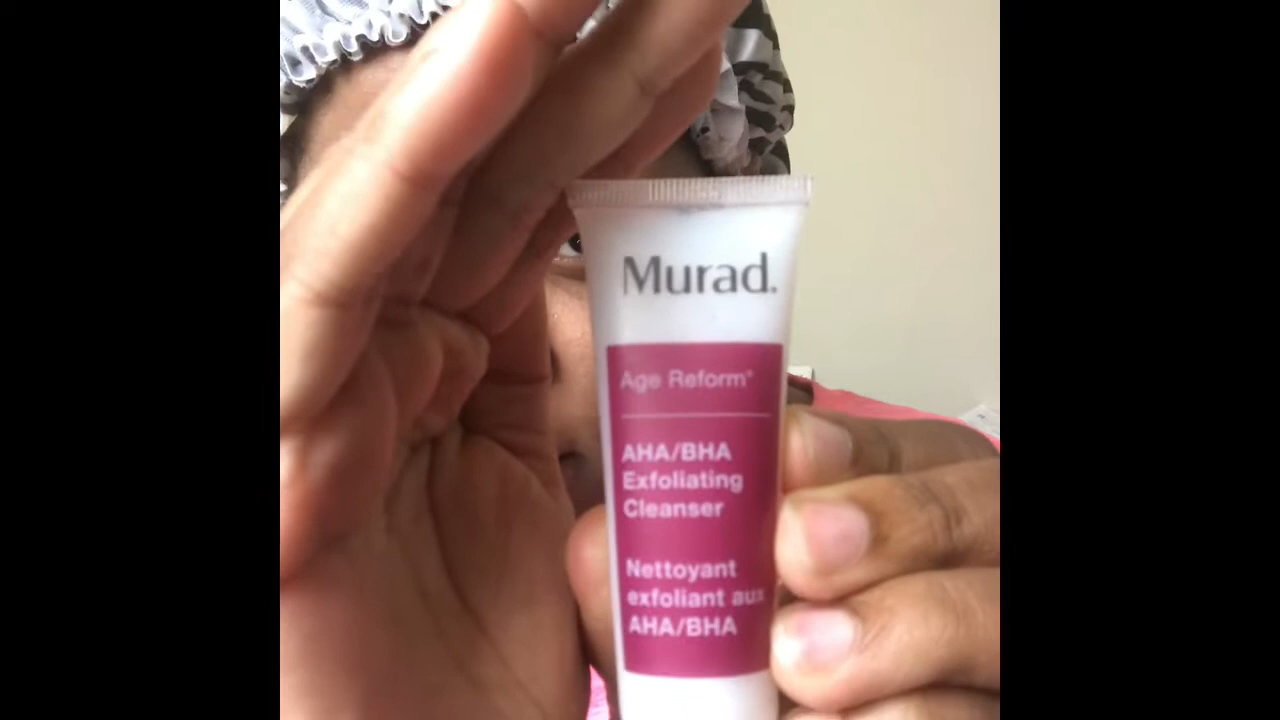 Murad.
Age Reform®
AHA/BHA
Exfoliating
Cleanser
Nettoyant
exfoliant aux
AHA/BHA